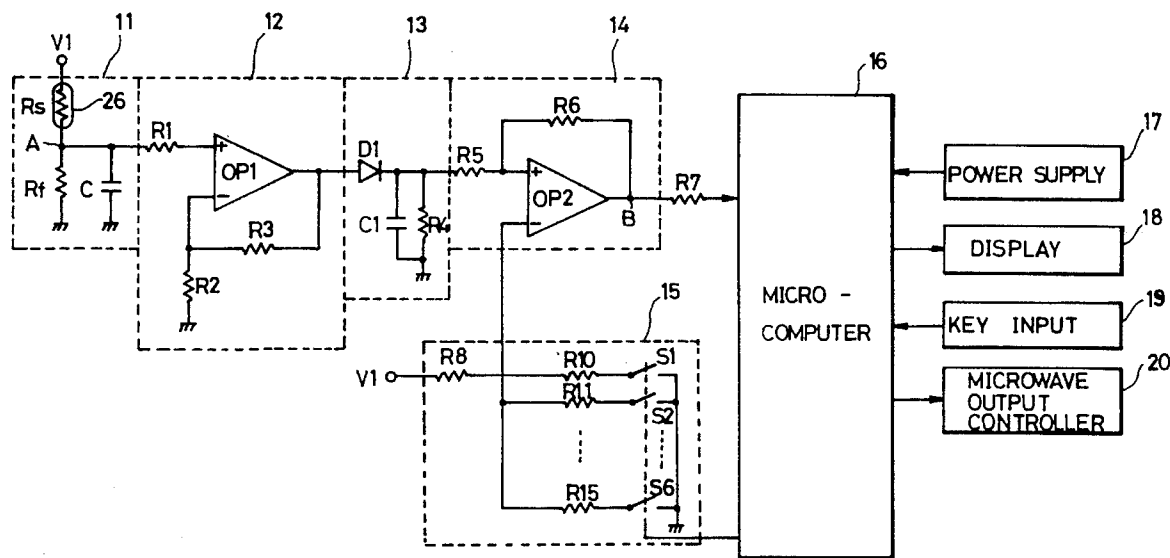 11
12
13
14
16
V1
Rs
26
A
Rf
C
R1
OP1
R3
R2
D1
C1
R4
R5
R6
OP2
B
R7
15
V1
R8
R10
S1
R11
S2
R15
S6
MICRO-
COMPUTER
17
POWER SUPPLY
18
DISPLAY
19
KEY INPUT
20
MICROWAVE
OUTPUT
CONTROLLER